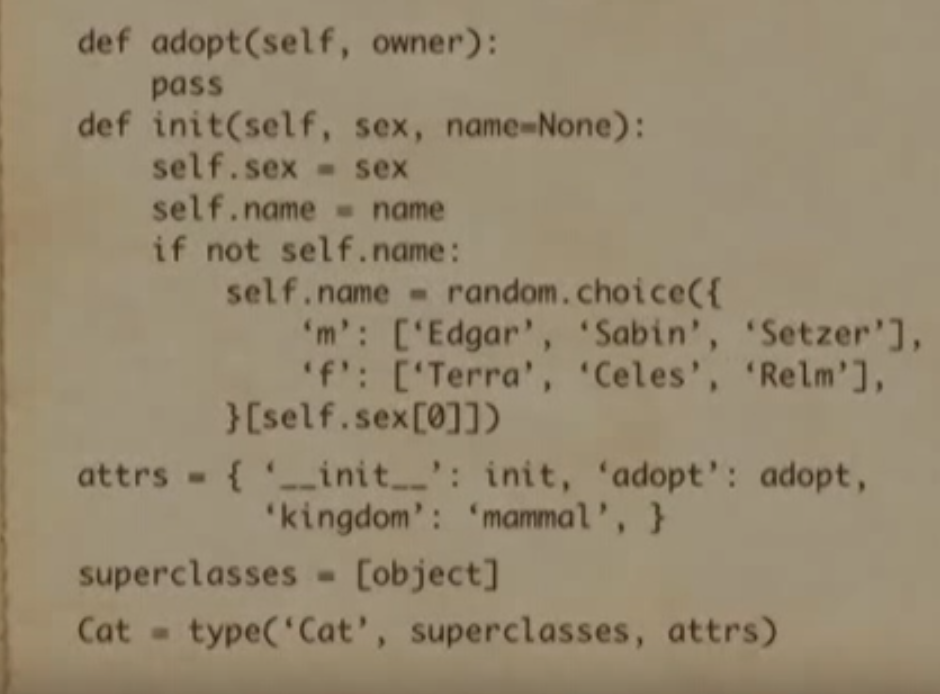 def adopt(self, owner):
    pass
def init(self, sex, name=None):
    self.sex = sex
    self.name = name
    if not self.name:
        self.name = random.choice({
            ‘m’: [‘Edgar’, ‘Sabin’, ‘Setzer’],
            ‘f’: [‘Terra’, ‘Celes’, ‘Relm’],
        }[self.sex[0]])
attrs = { ‘__init__’: init, ‘adopt’: adopt,
          ‘kingdom’: ‘mammal’, }
superclasses = [object]
Cat = type(‘Cat’, superclasses, attrs)